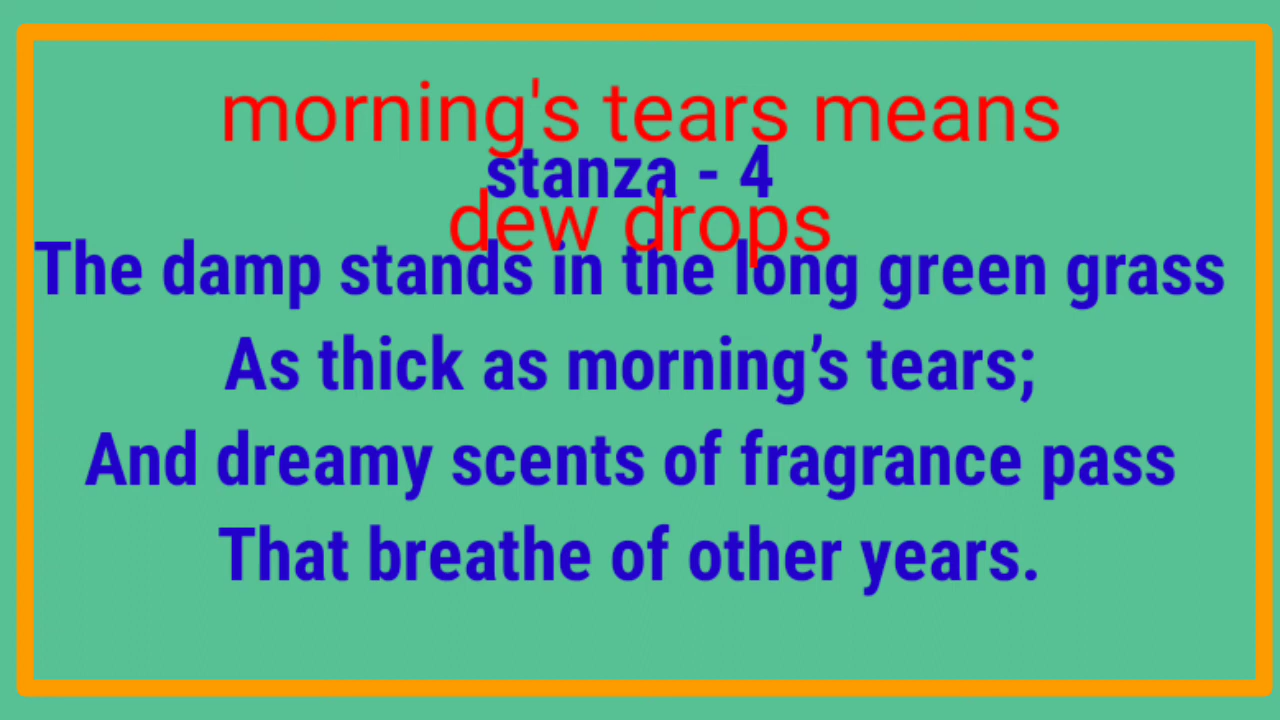 morning's tears means
stanza - 4
dew drops
The damp stands in the long green grass
As thick as morning’s tears;
And dreamy scents of fragrance pass
That breathe of other years.